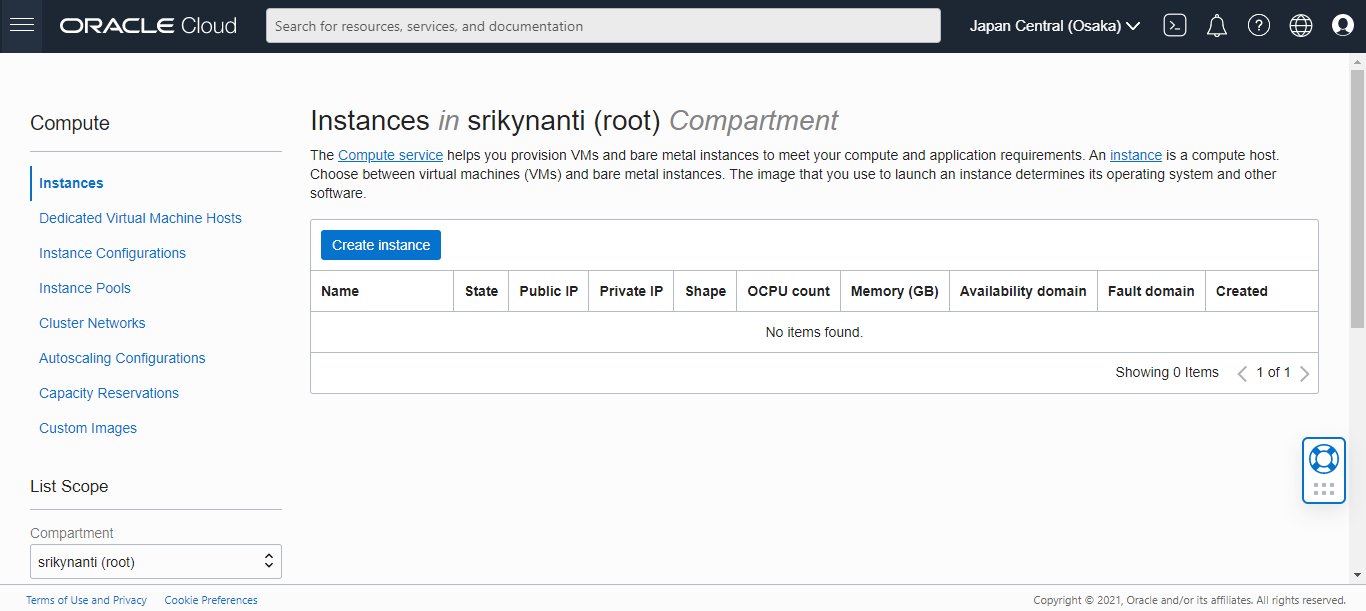 ORACLE Cloud
Search for resources, services, and documentation
Japan Central (Osaka)
Compute
Instances
Dedicated Virtual Machine Hosts
Instance Configurations
Instance Pools
Cluster Networks
Autoscaling Configurations
Capacity Reservations
Custom Images
List Scope
Compartment
srikynanti (root)
Instances in srikynanti (root) Compartment
The Compute service helps you provision VMs and bare metal instances to meet your compute and application requirements. An instance is a compute host.
Choose between virtual machines (VMs) and bare metal instances. The image that you use to launch an instance determines its operating system and other
software.
Create instance
Name State Public IP Private IP Shape OCPU count Memory (GB) Availability domain Fault domain Created
No items found.
Showing 0 Items 1 of 1
Terms of Use and Privacy Cookie Preferences
Copyright © 2021, Oracle and/or its affiliates. All rights reserved.